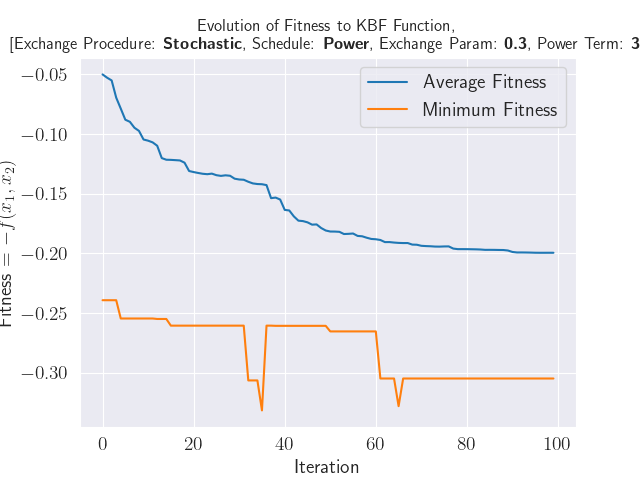 Evolution of Fitness to KBF Function,
[Exchange Procedure: Stochastic, Schedule: Power, Exchange Param: 0.3, Power Term: 3
Average Fitness
Minimum Fitness
Fitness = −f(x₁, x₂)
−0.05
−0.10
−0.15
−0.20
−0.25
−0.30
0 20 40 60 80 100
Iteration